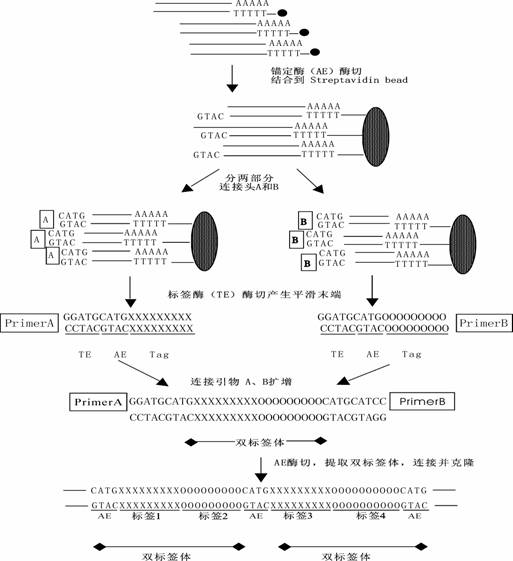 AAAAA
TTTTT
AAAAA
TTTTT
AAAAA
TTTTT
锚定酶（AE）酶切
结合到 Streptavidin bead
AAAAA
GTAC TTTTT
AAAAA
GTAC TTTTT
AAAAA
GTAC TTTTT
分两部分
连接头A和B
A CATG AAAAA
GTAC TTTTT
A CATG AAAAA
GTAC TTTTT
A CATG AAAAA
GTAC TTTTT
B CATG AAAAA
GTAC TTTTT
B CATG AAAAA
GTAC TTTTT
B CATG AAAAA
GTAC TTTTT
标签酶（TE）酶切产生平滑末端
PrimerA GGATGCATGXXXXXXXXX
CCTACGTACXXXXXXXXX
GGATGCATGOOOOOOOOO PrimerB
CCTACGTACOOOOOOOOO
TE AE Tag
TE AE Tag
连接引物 A、B扩增
PrimerA GGATGCATGXXXXXXXXXOOOOOOOOOCATGCATCC PrimerB
CCTACGTACXXXXXXXXXOOOOOOOOOGTACGTAGG
双标签体
AE酶切，提取双标签体，连接并克隆
CATGXXXXXXXXXOOOOOOOOOCATGXXXXXXXXXOOOOOOOOOCATG
GTACXXXXXXXXXOOOOOOOOOGTACXXXXXXXXXOOOOOOOOOGTAC
AE 标签1 标签2 AE 标签3 标签4 AE
双标签体 双标签体